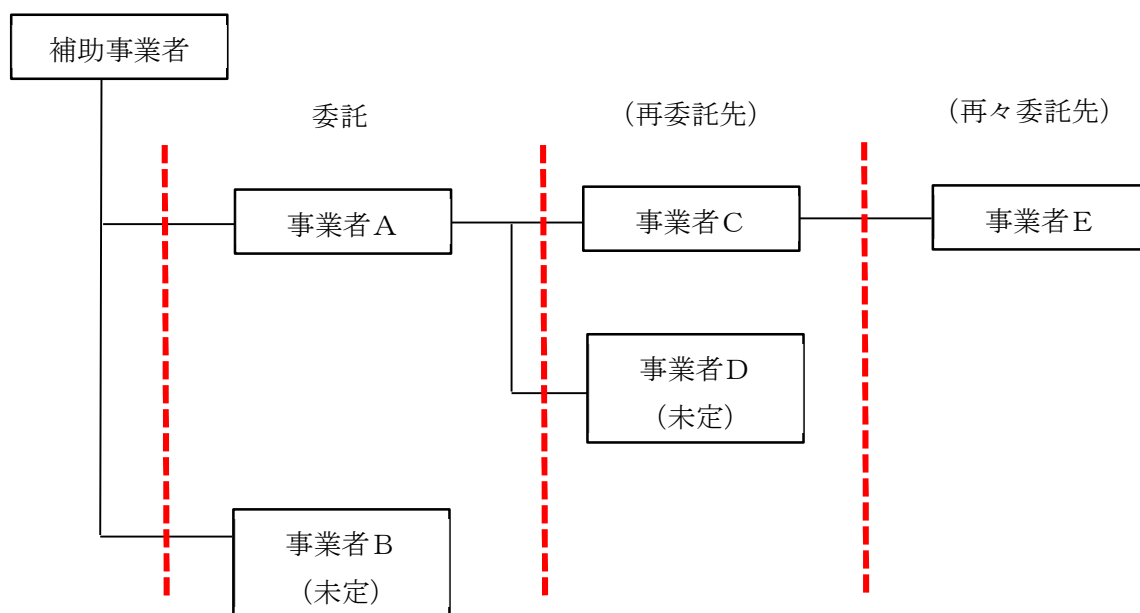 補助事業者
委託
（再委託先）
（再々委託先）
事業者Ａ
事業者Ｃ
事業者Ｅ
事業者Ｄ
（未定）
事業者Ｂ
（未定）